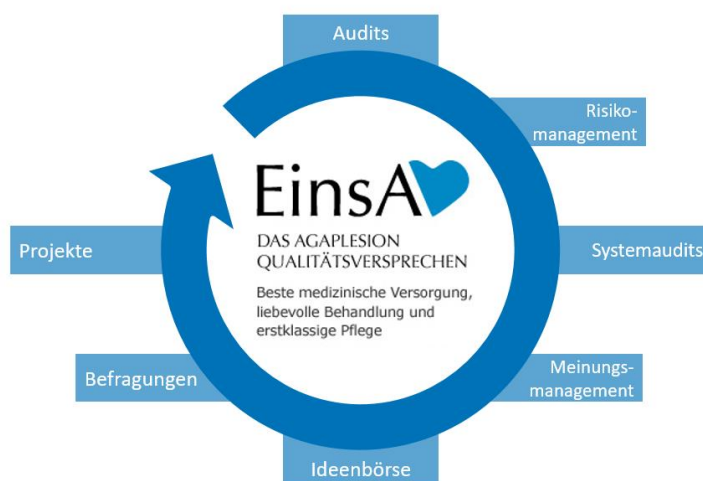 Audits
Risiko-
management
Systemaudits
Meinungs-
management
Ideenbörse
Befragungen
Projekte
EinsA
DAS AGAPLESION
QUALITÄTSVERSPRECHEN
Beste medizinische Versorgung,
liebevolle Behandlung und
erstklassige Pflege